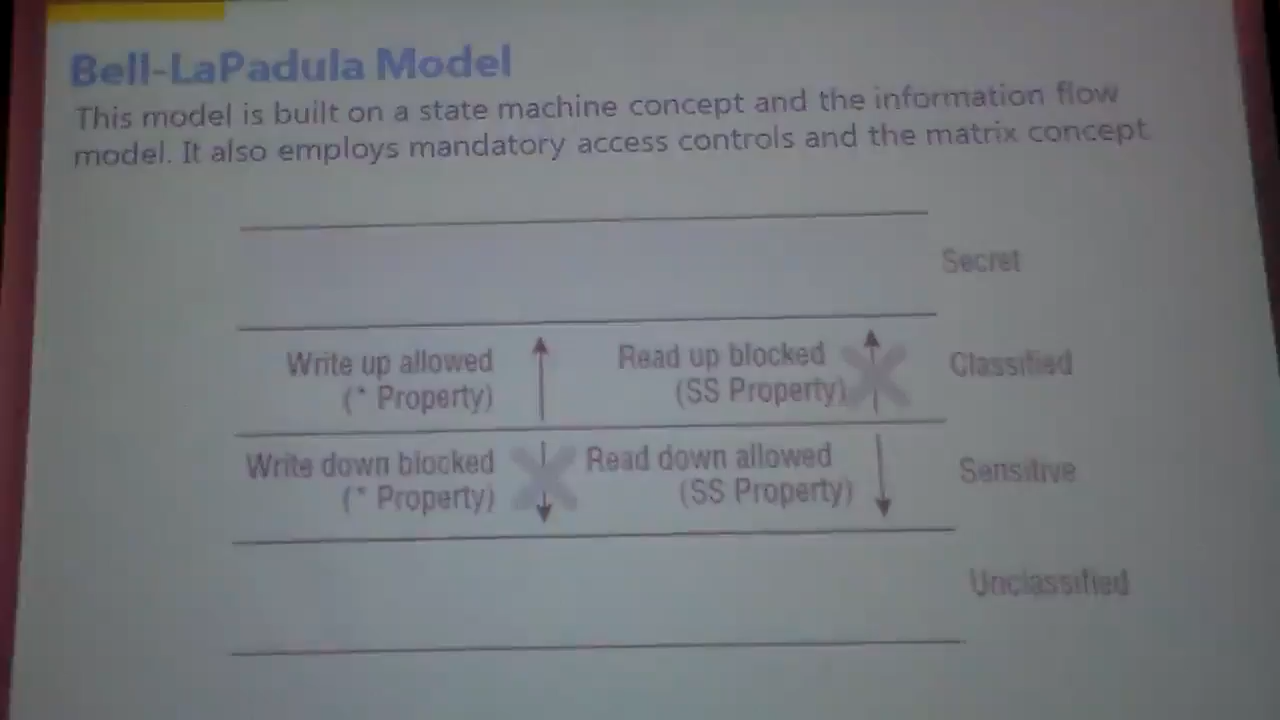 Bell-LaPadula Model
This model is built on a state machine concept and the information flow
model. It also employs mandatory access controls and the matrix concept
Secret
Write up allowed
(* Property)
Read up blocked
(SS Property)
Classified
Write down blocked
(* Property)
Read down allowed
(SS Property)
Sensitive
Unclassified